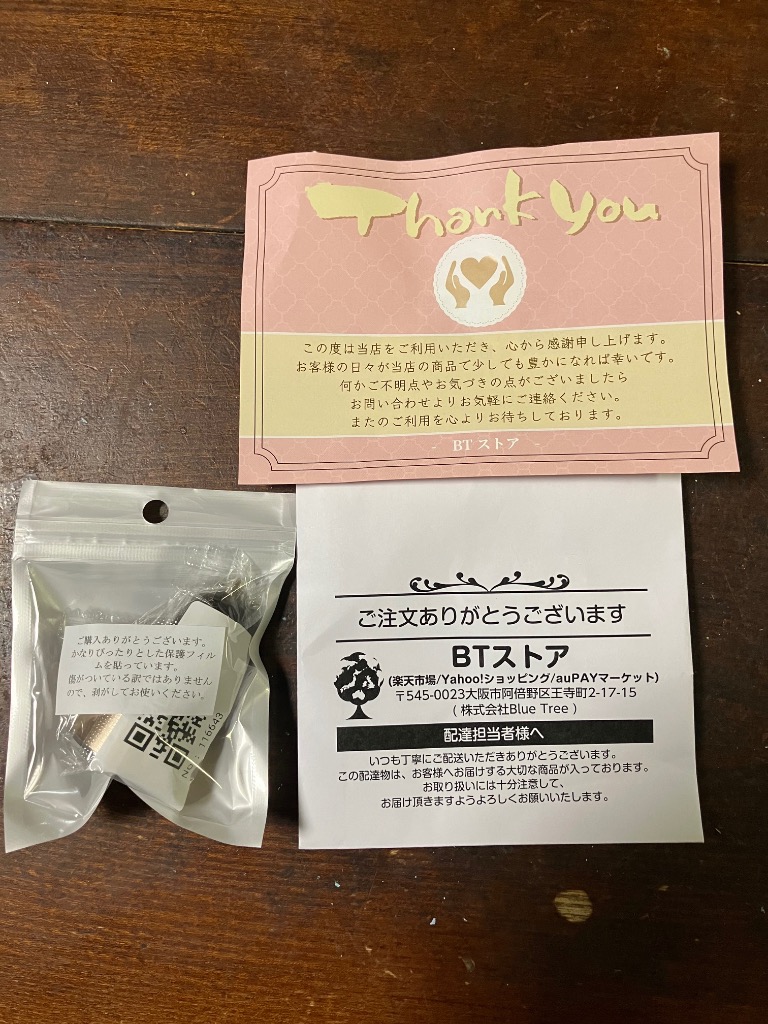 Thank you
この度は当店をご利用いただき、心から感謝申し上げます。
お客様の日々が当店の商品で少しでも豊かになれば幸いです。
何かご不明点やお気づきの点がございましたら
お問い合わせよりお気軽にご連絡ください。
またのご利用を心よりお待ちしております。
- BT ストア -
ご購入ありがとうございます。
かなりぴったりとした保護フィル
ムを貼っています。
傷がついている訳ではありません
ので、剥がしてお使いください。
116643
ご注文ありがとうございます
BTストア
(楽天市場/Yahoo!ショッピング/auPAYマーケット)
〒545-0023大阪市阿倍野区王寺町2-17-15
( 株式会社Blue Tree )
配達担当者様へ
いつも丁寧にご配送いただきありがとうございます。
この配達物は、お客様へお届けする大切な商品が入っております。
お取り扱いには十分注意して、
お届け頂きますようよろしくお願いいたします。